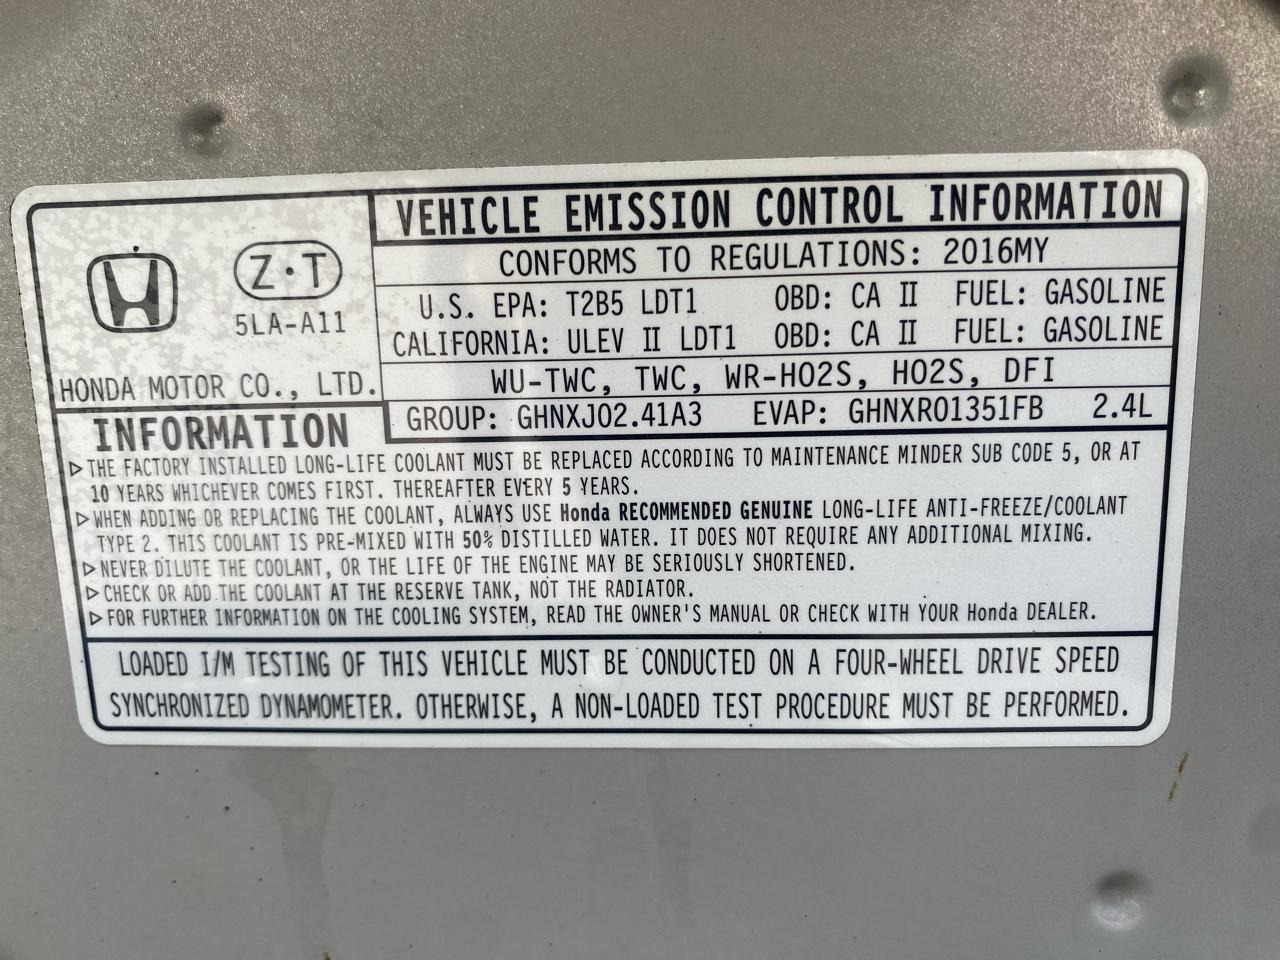 VEHICLE EMISSION CONTROL INFORMATION
CONFORMS TO REGULATIONS: 2016MY
Z·T
5LA-A11
U.S. EPA: T2B5 LDT1 OBD: CA II FUEL: GASOLINE
CALIFORNIA: ULEV II LDT1 OBD: CA II FUEL: GASOLINE
HONDA MOTOR CO., LTD.
WU-TWC, TWC, WR-HO2S, HO2S, DFI
GROUP: GHNXJ02.41A3 EVAP: GHNXR01351FB 2.4L
INFORMATION
▷THE FACTORY INSTALLED LONG-LIFE COOLANT MUST BE REPLACED ACCORDING TO MAINTENANCE MINDER SUB CODE 5, OR AT
10 YEARS WHICHEVER COMES FIRST. THEREAFTER EVERY 5 YEARS.
▷WHEN ADDING OR REPLACING THE COOLANT, ALWAYS USE Honda RECOMMENDED GENUINE LONG-LIFE ANTI-FREEZE/COOLANT
TYPE 2. THIS COOLANT IS PRE-MIXED WITH 50% DISTILLED WATER. IT DOES NOT REQUIRE ANY ADDITIONAL MIXING.
▷NEVER DILUTE THE COOLANT, OR THE LIFE OF THE ENGINE MAY BE SERIOUSLY SHORTENED.
▷CHECK OR ADD THE COOLANT AT THE RESERVE TANK, NOT THE RADIATOR.
▷FOR FURTHER INFORMATION ON THE COOLING SYSTEM, READ THE OWNER'S MANUAL OR CHECK WITH YOUR Honda DEALER.
LOADED I/M TESTING OF THIS VEHICLE MUST BE CONDUCTED ON A FOUR-WHEEL DRIVE SPEED
SYNCHRONIZED DYNAMOMETER. OTHERWISE, A NON-LOADED TEST PROCEDURE MUST BE PERFORMED.